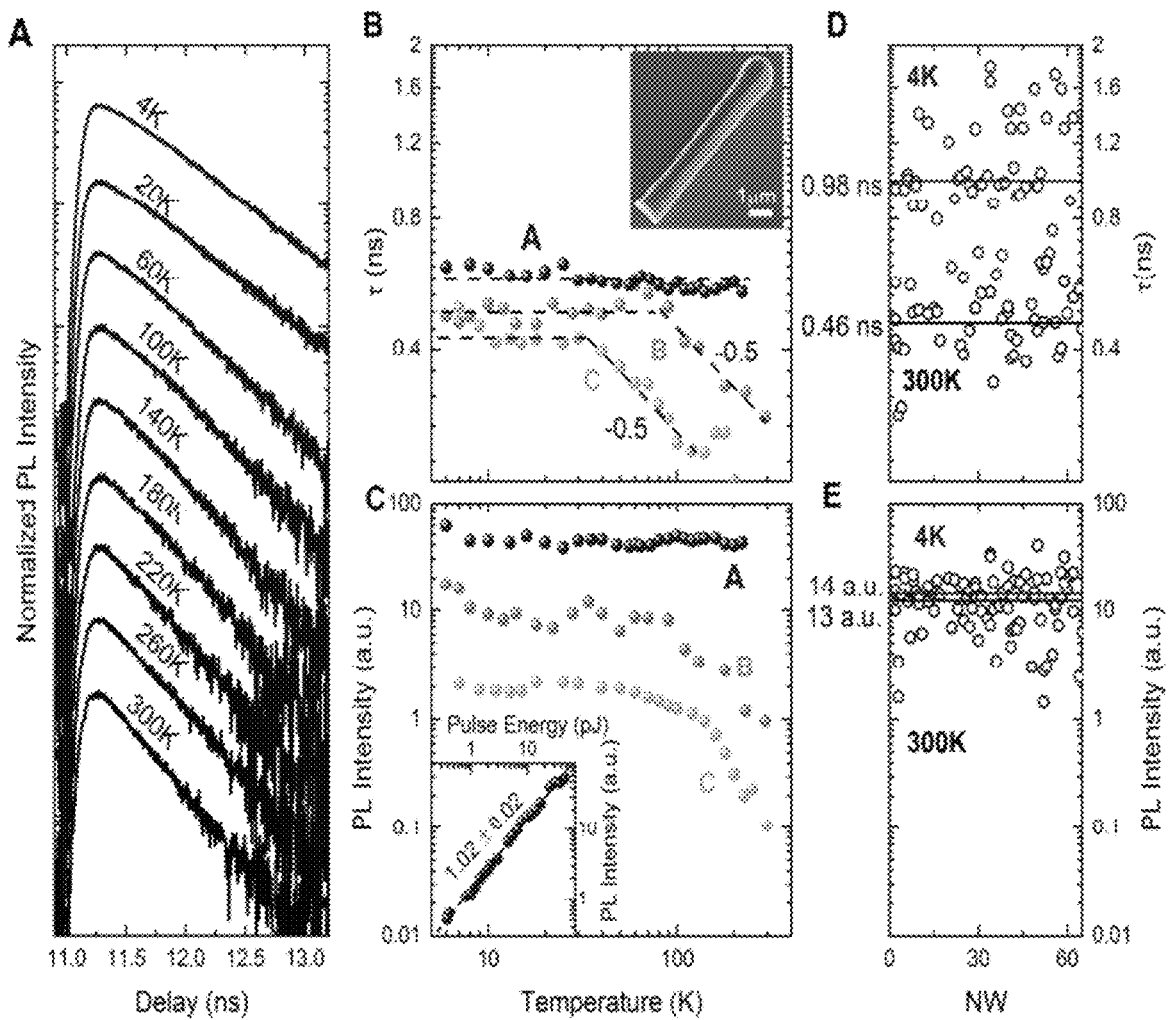 A
4K
20K
60K
100K
140K
180K
220K
260K
300K
Normalized PL Intensity
11.0 11.5 12.0 12.5 13.0
Delay (ns)
B
2
1.6
1.2
0.8
0.4
τ (ns)
1μm
A
B
C
-0.5
-0.5
C
100
10
1
0.1
0.01
PL Intensity (a.u.)
A
B
C
Pulse Energy (pJ)
1 10
1.02 ± 0.02
10
1
PL Intensity (a.u.)
10 100
Temperature (K)
D
4K
0.98 ns
0.46 ns
300K
2
1.6
1.2
0.8
0.4
τ(ns)
E
4K
14 a.u.
13 a.u.
300K
100
10
1
0.1
0.01
PL Intensity (a.u.)
0 30 60
NW